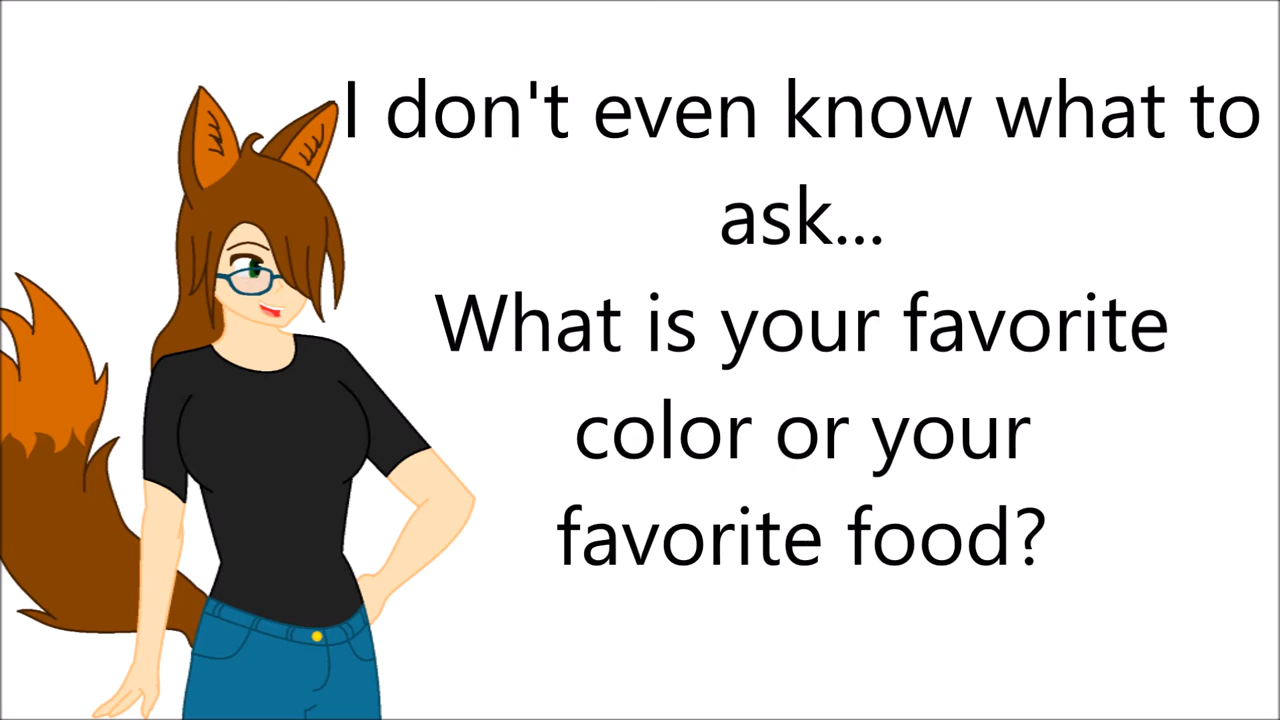 I don't even know what to
ask...
What is your favorite
color or your
favorite food?